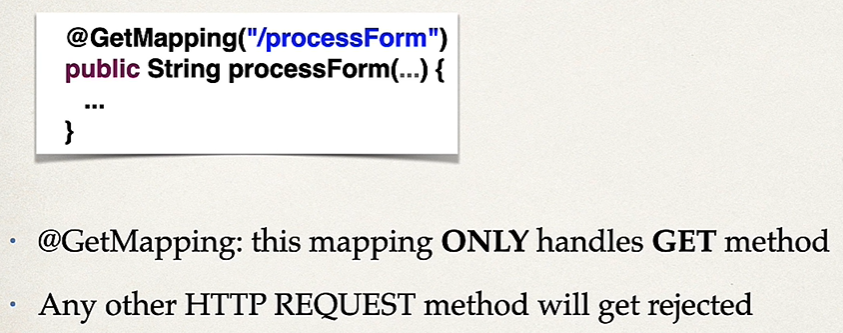 @GetMapping("/processForm")
public String processForm(...) {
...
}
· @GetMapping: this mapping ONLY handles GET method
· Any other HTTP REQUEST method will get rejected